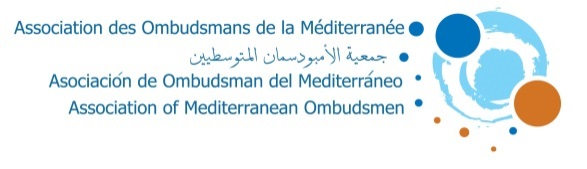 Association des Ombudsmans de la Méditerranée
جمعية الأمبودسمان المتوسطيين
Asociación de Ombudsman del Mediterráneo
Association of Mediterranean Ombudsmen